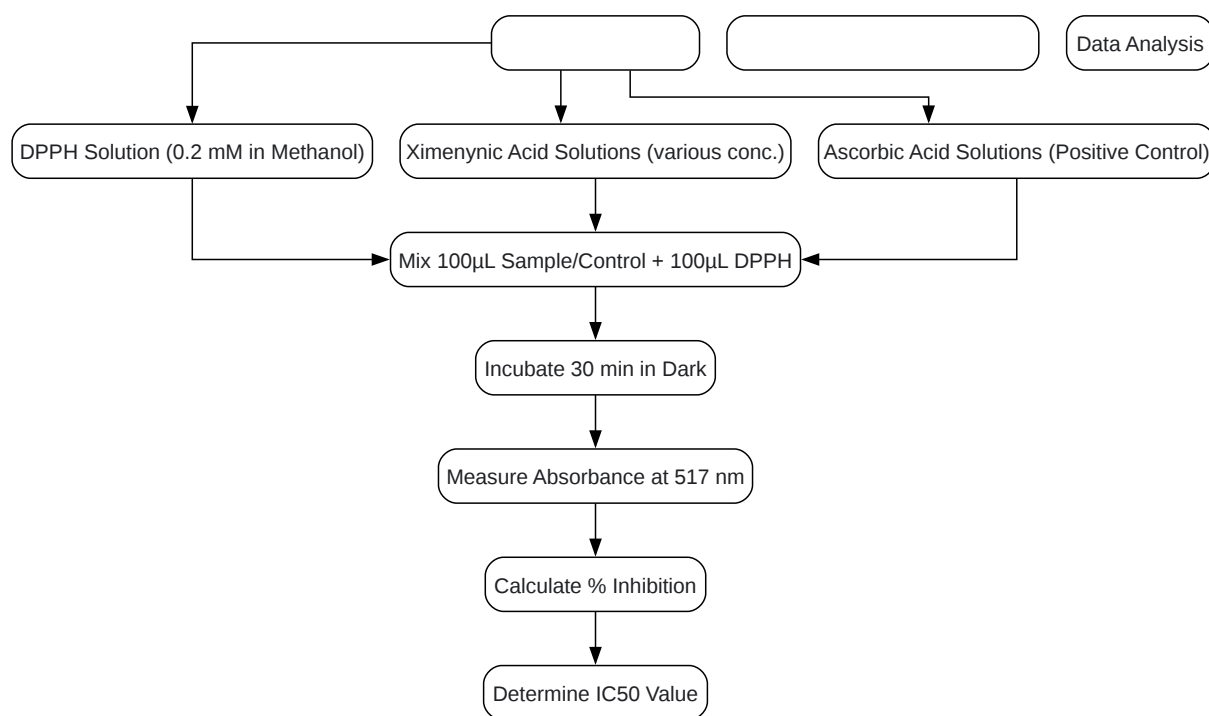 Data Analysis
DPPH Solution (0.2 mM in Methanol)
Ximenynic Acid Solutions (various conc.)
Ascorbic Acid Solutions (Positive Control)
Mix 100µL Sample/Control + 100µL DPPH
Incubate 30 min in Dark
Measure Absorbance at 517 nm
Calculate % Inhibition
Determine IC50 Value